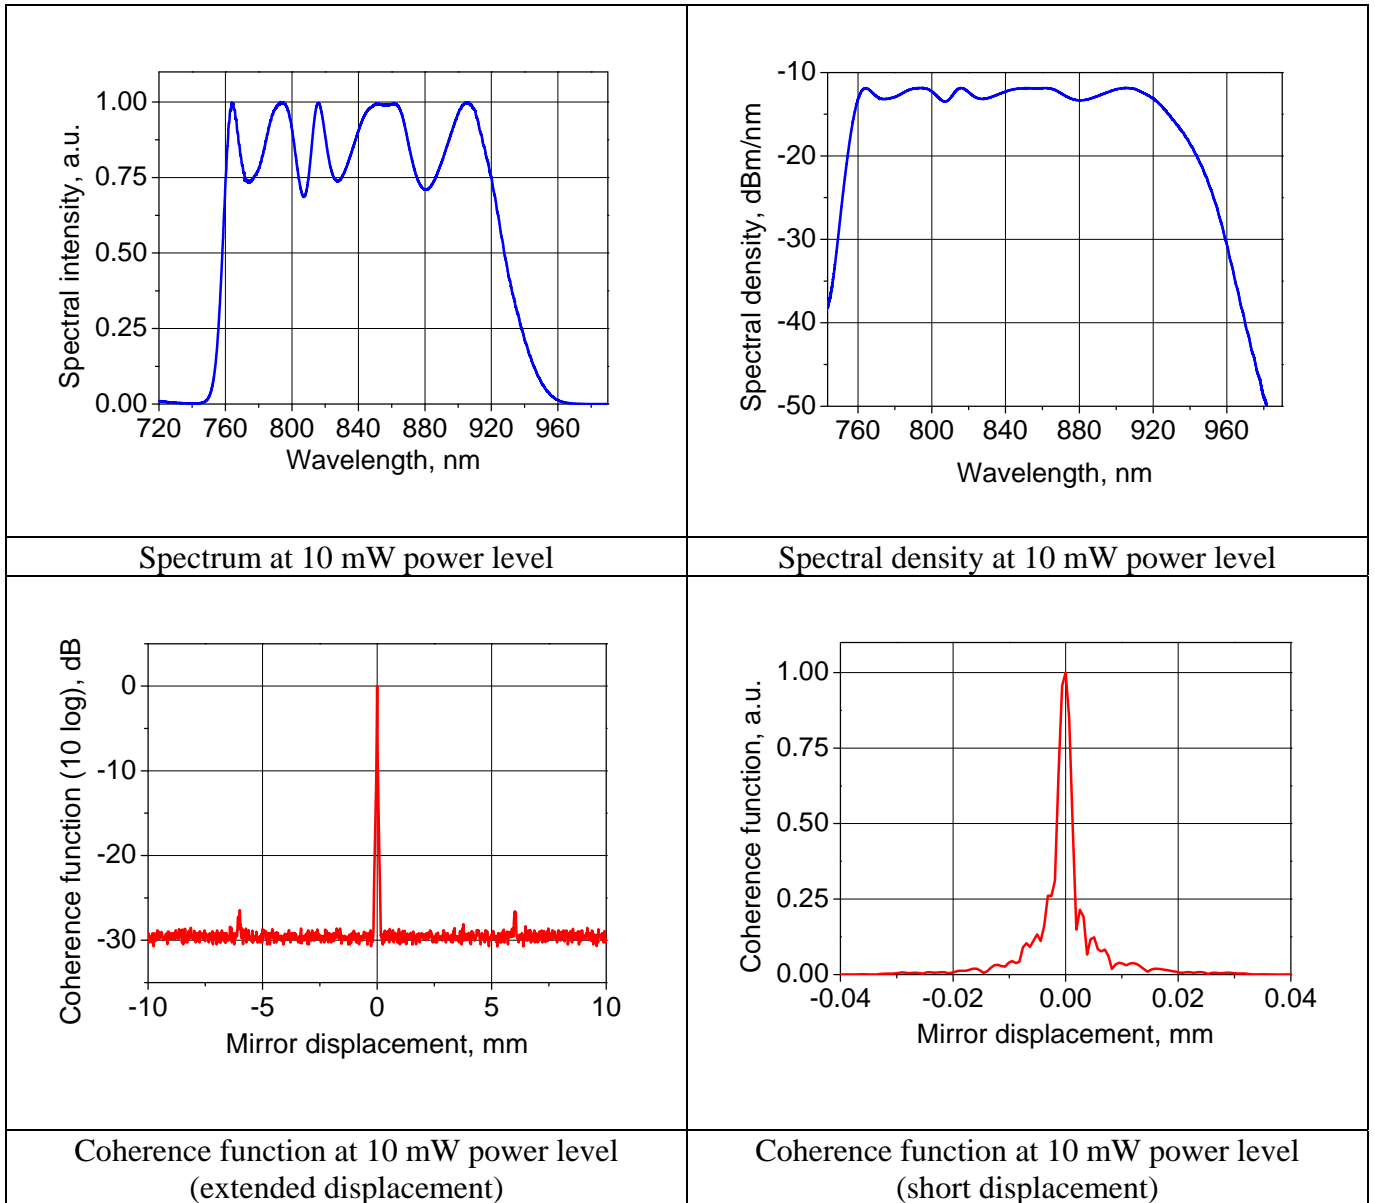 Spectral intensity, a.u.
1.00
0.75
0.50
0.25
0.00
720 760 800 840 880 920 960
Wavelength, nm
Spectral density, dBm/nm
-10
-20
-30
-40
-50
760 800 840 880 920 960
Wavelength, nm
Spectrum at 10 mW power level
Spectral density at 10 mW power level
Coherence function (10 log), dB
0
-10
-20
-30
-10 -5 0 5 10
Mirror displacement, mm
Coherence function, a.u.
1.00
0.75
0.50
0.25
0.00
-0.04 -0.02 0.00 0.02 0.04
Mirror displacement, mm
Coherence function at 10 mW power level
(extended displacement)
Coherence function at 10 mW power level
(short displacement)